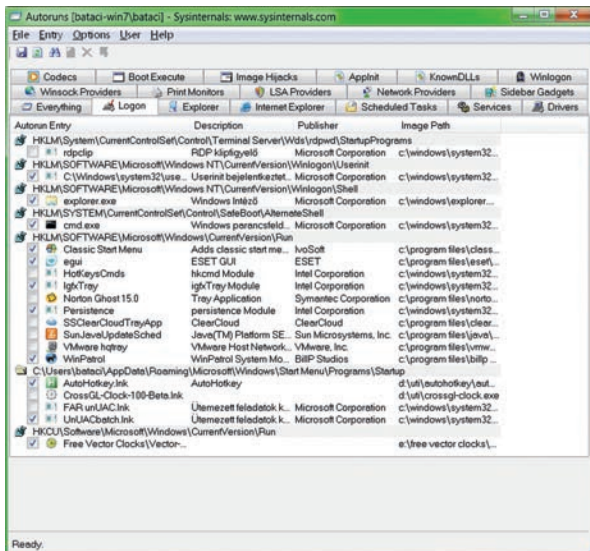 Autoruns [bataci-win7\bataci] - Sysinternals: www.sysinternals.com
File Entry Options User Help
Codecs Boot Execute Image Hijacks AppInit KnownDLLs Winlogon
Winsock Providers Print Monitors LSA Providers Network Providers Sidebar Gadgets
Everything Logon Explorer Internet Explorer Scheduled Tasks Services Drivers
Autorun Entry Description Publisher Image Path
HKLM\System\CurrentControlSet\Control\Terminal Server\Wds\rdpwd\StartupPrograms
rdpclip RDP klipfigyelő Microsoft Corporation c:\windows\system32...
HKLM\SOFTWARE\Microsoft\Windows NT\CurrentVersion\Winlogon\Userinit
C:\Windows\system32\use... Userinit bejelentkeztet... Microsoft Corporation c:\windows\system32...
HKLM\SOFTWARE\Microsoft\Windows NT\CurrentVersion\Winlogon\Shell
explorer.exe Windows Intéző Microsoft Corporation c:\windows\explorer....
HKLM\SYSTEM\CurrentControlSet\Control\SafeBoot\AlternateShell
cmd.exe Windows parancsfeld... Microsoft Corporation c:\windows\system32...
HKLM\SOFTWARE\Microsoft\Windows\CurrentVersion\Run
Classic Start Menu Adds classic start me... IvoSoft c:\program files\class...
egui ESET GUI ESET c:\program files\eset\...
HotKeysCmds hkcmd Module Intel Corporation c:\windows\system32...
IgfxTray igfxTray Module Intel Corporation c:\windows\system32...
Norton Ghost 15.0 Tray Application Symantec Corporation c:\program files\norto...
Persistence persistence Module Intel Corporation c:\windows\system32...
SSClearCloudTrayApp ClearCloud ClearCloud c:\program files\clear...
SunJavaUpdateSched Java(TM) Platform SE... Sun Microsystems, Inc. c:\program files\java\...
VMware hqtray VMware Host Network... VMware, Inc. c:\program files\vmw...
WinPatrol WinPatrol System Mo... BillP Studios c:\program files\billp ...
C:\Users\bataci\AppData\Roaming\Microsoft\Windows\Start Menu\Programs\Startup
AutoHotkey.lnk AutoHotkey d:\uti\autohotkey\aut...
CrossGL-Clock-100-Beta.lnk d:\uti\crossgl-clock.exe
FAR unUAC.lnk Ütemezett feladatok k... Microsoft Corporation c:\windows\system32...
UnUACbatch.lnk Ütemezett feladatok k... Microsoft Corporation c:\windows\system32...
HKCU\Software\Microsoft\Windows\CurrentVersion\Run
Free Vector Clocks\Vector-... e:\free vector clocks\...
Ready.